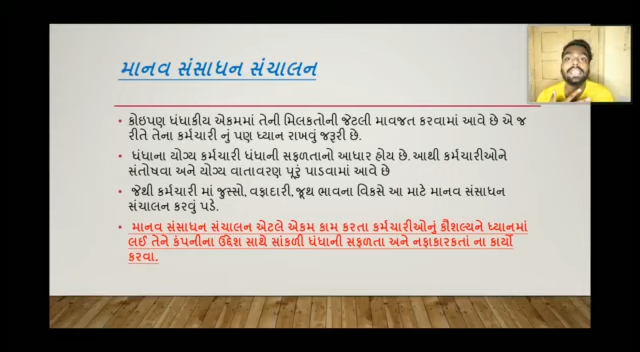 માનવ સંસાધન સંચાલન
કોઇપણ ધંધાકીય એકમમાં તેની મિલકતોની જેટલી માવજત કરવામાં આવે છે એ જ
રીતે તેના કર્મચારી નું પણ ધ્યાન રાખવું જરૂરી છે.
ધંધાના યોગ્ય કર્મચારી ધંધાની સફળતાનો આધાર હોય છે. આથી કર્મચારીઓને
સંતોષવા અને યોગ્ય વાતાવરણ પૂરું પાડવામાં આવે છે
જેથી કર્મચારી માં જુસ્સો, વફાદારી, જૂથ ભાવના વિકસે આ માટે માનવ સંસાધન
સંચાલન કરવું પડે.
માનવ સંસાધન સંચાલન એટલે એકમ કામ કરતા કર્મચારીઓનું કૌશલ્યને ધ્યાનમાં
લઈ તેને કંપનીના ઉદ્દેશ સાથે સાંકળી ધંધાની સફળતા અને નફાકારકતાં ના કાર્યો
કરવા.